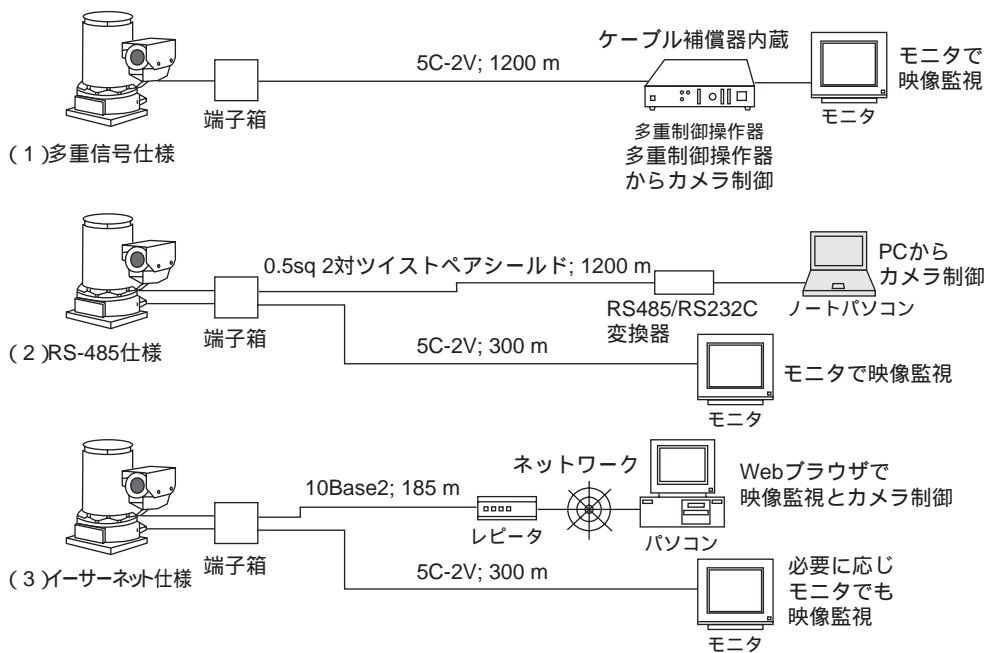 ケーブル補償器内蔵
5C-2V; 1200 m
モニタで
映像監視
端子箱
モニタ
多重制御操作器
多重制御操作器
からカメラ制御
(1)多重信号仕様
0.5sq 2対ツイストペアシールド; 1200 m
PCから
カメラ制御
RS485/RS232C
変換器
ノートパソコン
端子箱
(2)RS-485仕様
5C-2V; 300 m
モニタで映像監視
モニタ
ネットワーク
10Base2; 185 m
Webブラウザで
映像監視とカメラ制御
レピータ
パソコン
端子箱
(3)イーサーネット仕様
5C-2V; 300 m
必要に応じ
モニタでも
映像監視
モニタ